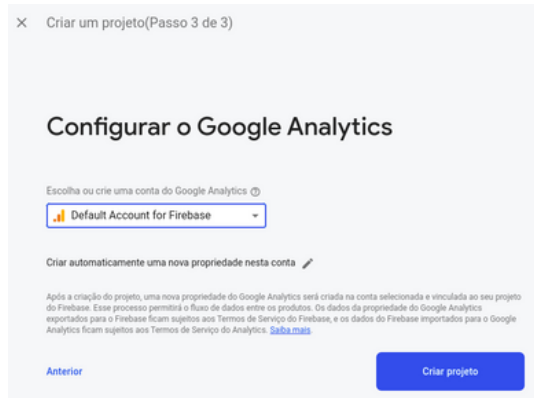 Criar um projeto(Passo 3 de 3)
Configurar o Google Analytics
Escolha ou crie uma conta do Google Analytics
Default Account for Firebase
Criar automaticamente uma nova propriedade nesta conta
Após a criação do projeto, uma nova propriedade do Google Analytics será criada na conta selecionada e vinculada ao seu projeto
do Firebase. Esse processo permitirá o fluxo de dados entre os produtos. Os dados da propriedade do Google Analytics
exportados para o Firebase ficam sujeitos aos Termos de Serviço do Firebase, e os dados do Firebase importados para o Google
Analytics ficam sujeitos aos Termos de Serviço do Analytics. Saiba mais.
Anterior
Criar projeto